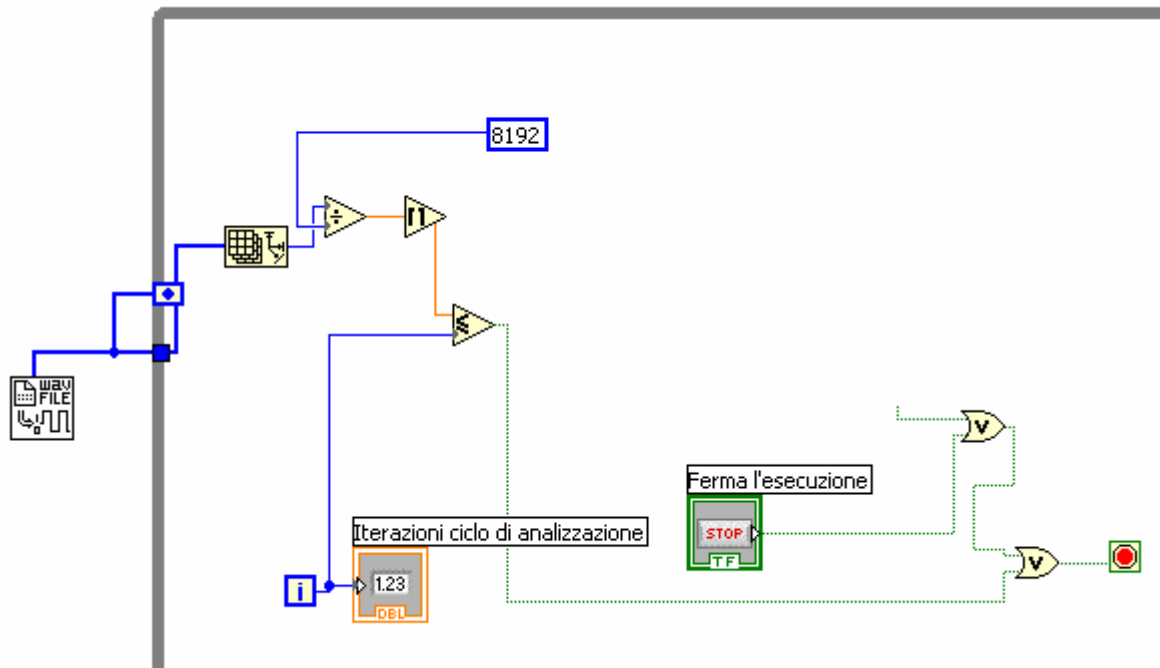 8192
÷
≤
wav
FILE
V
Ferma l'esecuzione
STOP
TF
Iterazioni ciclo di analizzazione
i
1.23
DBL
V